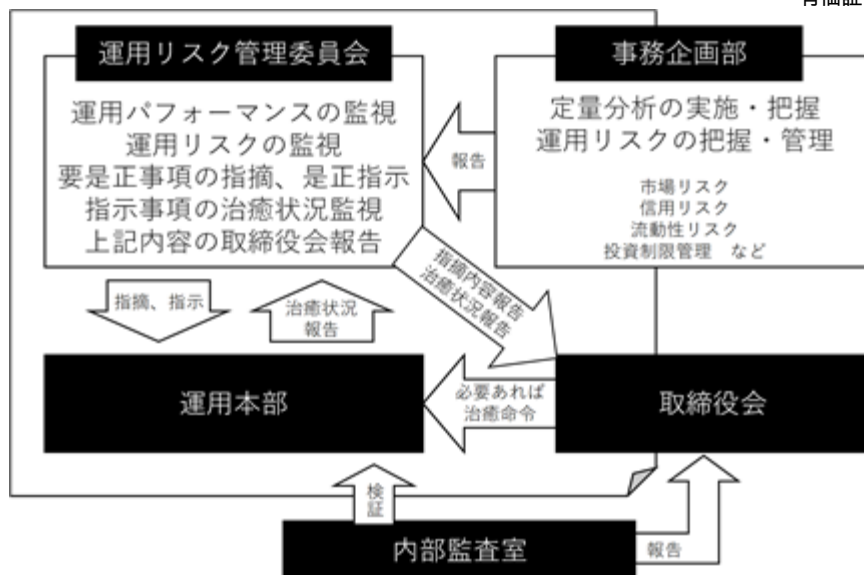 運用リスク管理委員会
運用パフォーマンスの監視
運用リスクの監視
要是正事項の指摘、是正指示
指示事項の治癒状況監視
上記内容の取締役会報告
事務企画部
定量分析の実施・把握
運用リスクの把握・管理
市場リスク
信用リスク
流動性リスク
投資制限管理 など
報告
指摘、指示
治癒状況
報告
指摘内容報告
治癒状況報告
運用本部
必要あれば
治癒命令
取締役会
検証
内部監査室
報告